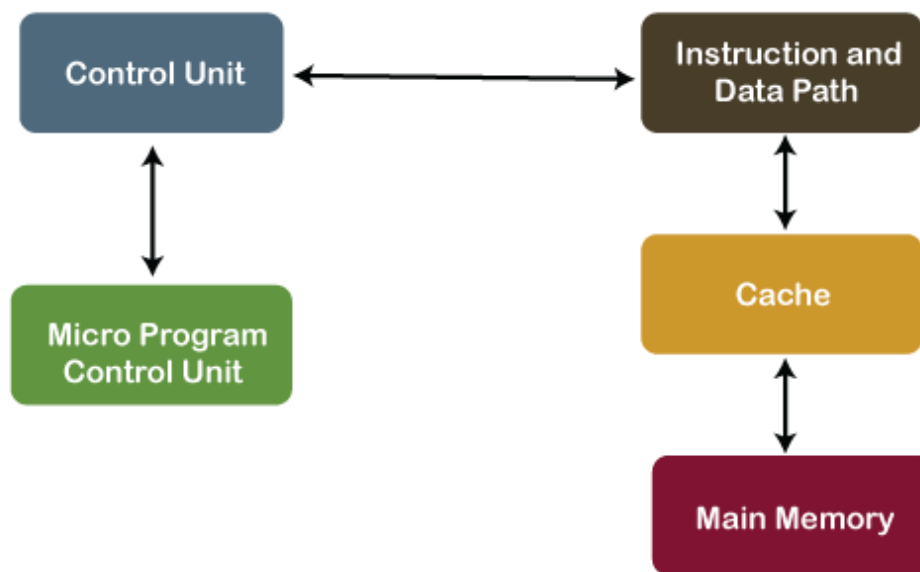 Control Unit
Instruction and
Data Path
Micro Program
Control Unit
Cache
Main Memory